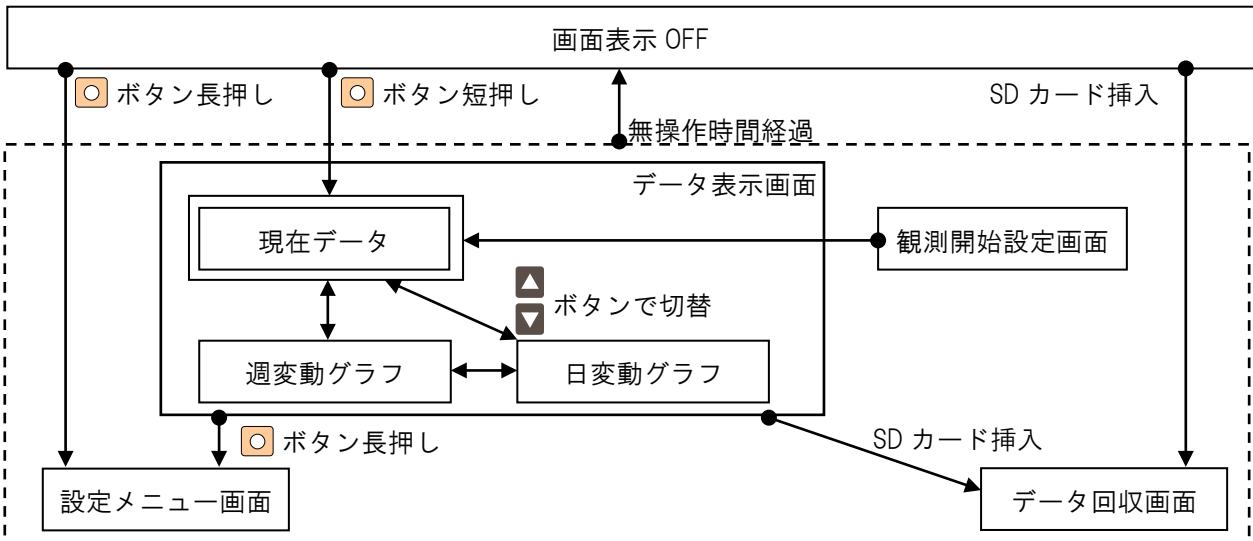 画面表示 OFF
ボタン長押し
ボタン短押し
SD カード挿入
無操作時間経過
データ表示画面
現在データ
観測開始設定画面
ボタンで切替
週変動グラフ
日変動グラフ
ボタン長押し
SD カード挿入
設定メニュー画面
データ回収画面